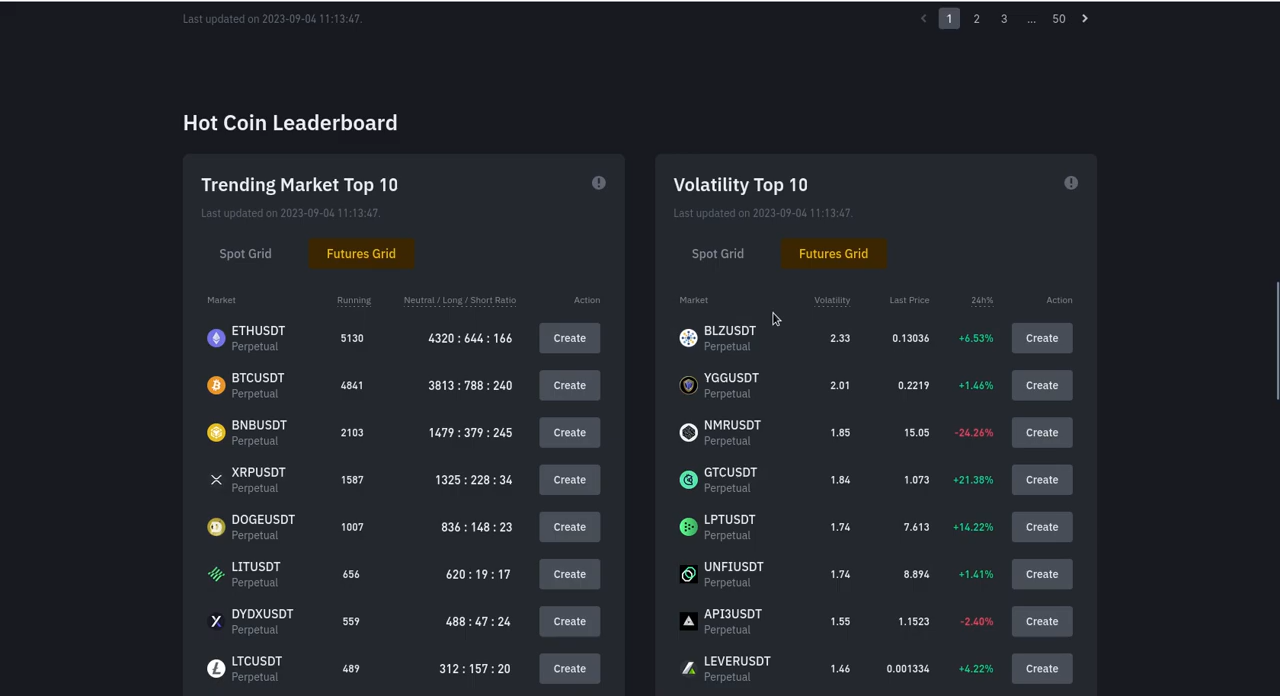 Last updated on 2023-09-04 11:13:47.
1 2 3 ... 50
Hot Coin Leaderboard
Trending Market Top 10
Last updated on 2023-09-04 11:13:47.
Spot Grid Futures Grid
Market Running Neutral / Long / Short Ratio Action
ETHUSDT
Perpetual
5130 4320 : 644 : 166 Create
BTCUSDT
Perpetual
4841 3813 : 788 : 240 Create
BNBUSDT
Perpetual
2103 1479 : 379 : 245 Create
XRPUSDT
Perpetual
1587 1325 : 228 : 34 Create
DOGEUSDT
Perpetual
1007 836 : 148 : 23 Create
LITUSDT
Perpetual
656 620 : 19 : 17 Create
DYDXUSDT
Perpetual
559 488 : 47 : 24 Create
LTCUSDT
Perpetual
489 312 : 157 : 20 Create
Volatility Top 10
Last updated on 2023-09-04 11:13:47.
Spot Grid Futures Grid
Market Volatility Last Price 24h% Action
BLZUSDT
Perpetual
2.33 0.13036 +6.53% Create
YGGUSDT
Perpetual
2.01 0.2219 +1.46% Create
NMRUSDT
Perpetual
1.85 15.05 -24.26% Create
GTCUSDT
Perpetual
1.84 1.073 +21.38% Create
LPTUSDT
Perpetual
1.74 7.613 +14.22% Create
UNFIUSDT
Perpetual
1.74 8.894 +1.41% Create
API3USDT
Perpetual
1.55 1.1523 -2.40% Create
LEVERUSDT
Perpetual
1.46 0.001334 +4.22% Create